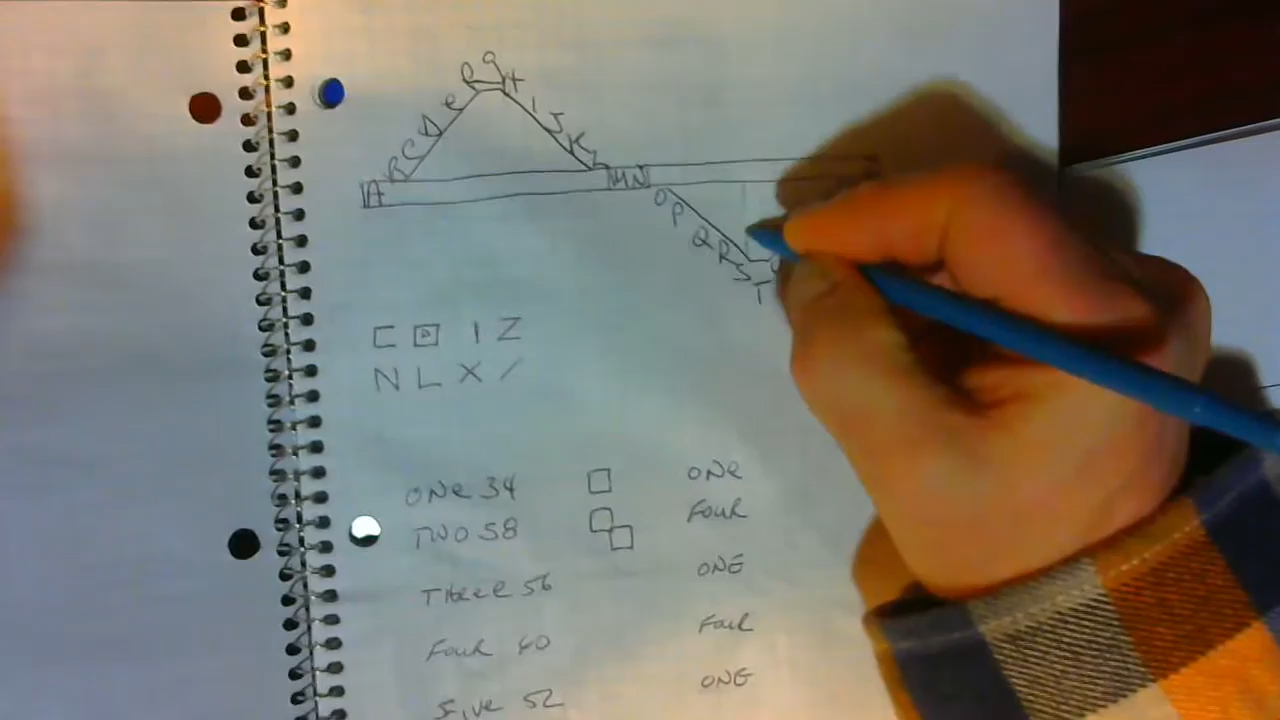 A B C D e P g H I J K L
M N O P Q R S T
C D I Z
N L X /
ONe 34 ONe
TWO 58 FOUR
THree 56 ONE
FOUR 40 FOUR
Five 52 ONE